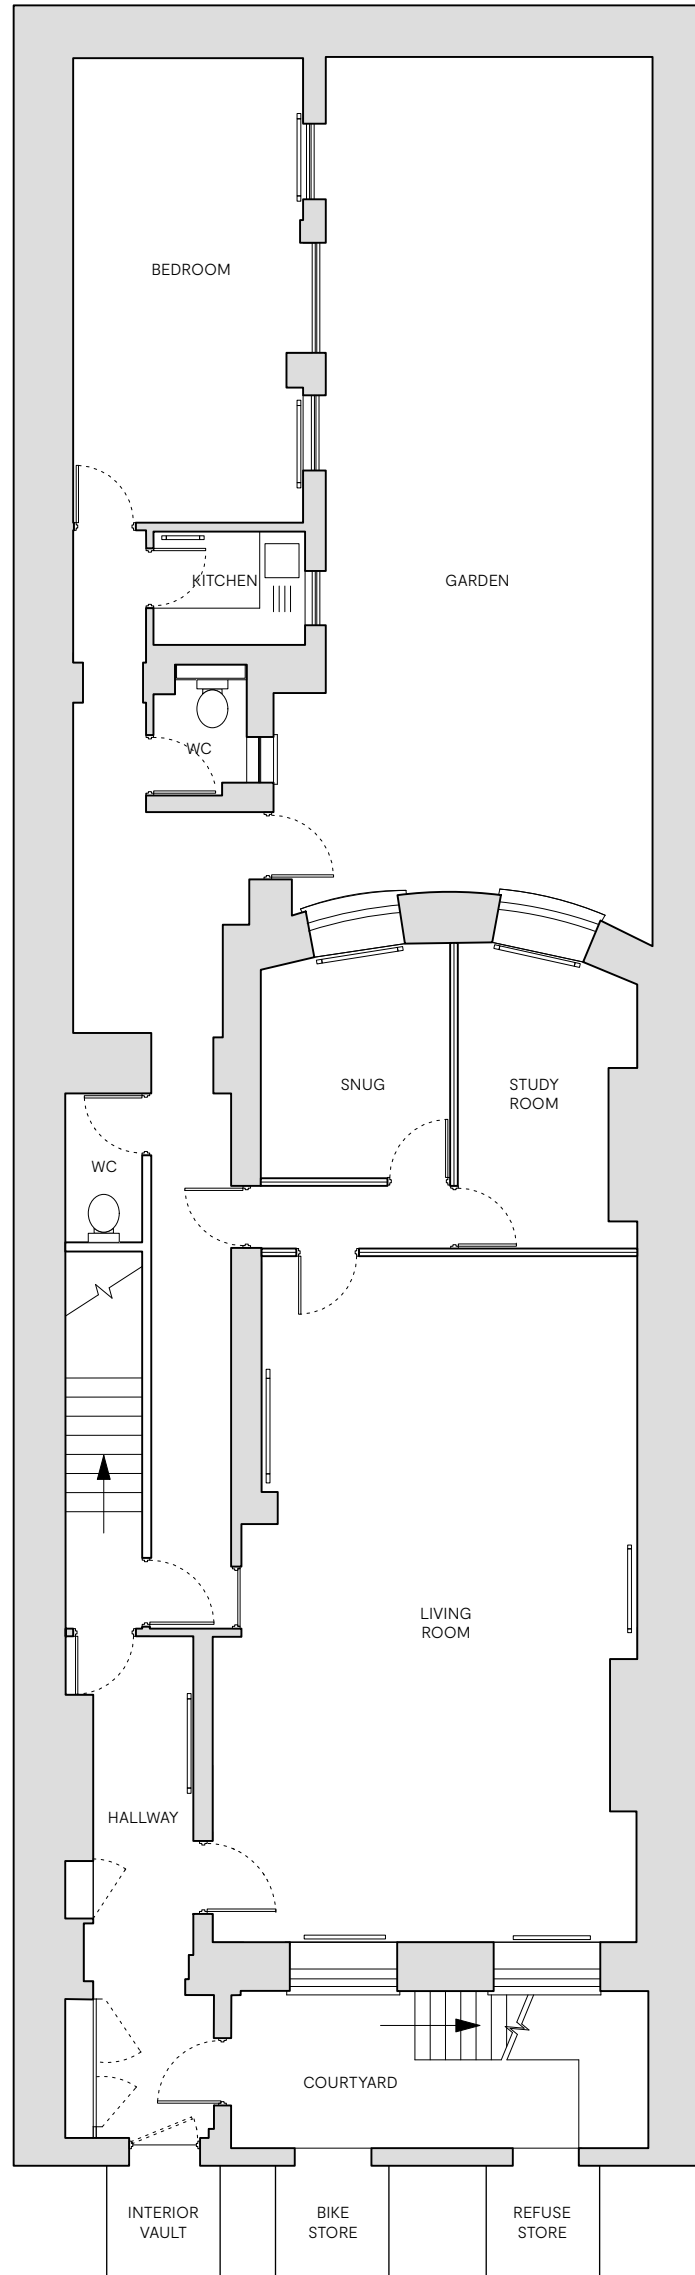 BEDROOM
KITCHEN
GARDEN
WC
SNUG
STUDY
ROOM
WC
LIVING
ROOM
HALLWAY
COURTYARD
INTERIOR
VAULT
BIKE
STORE
REFUSE
STORE